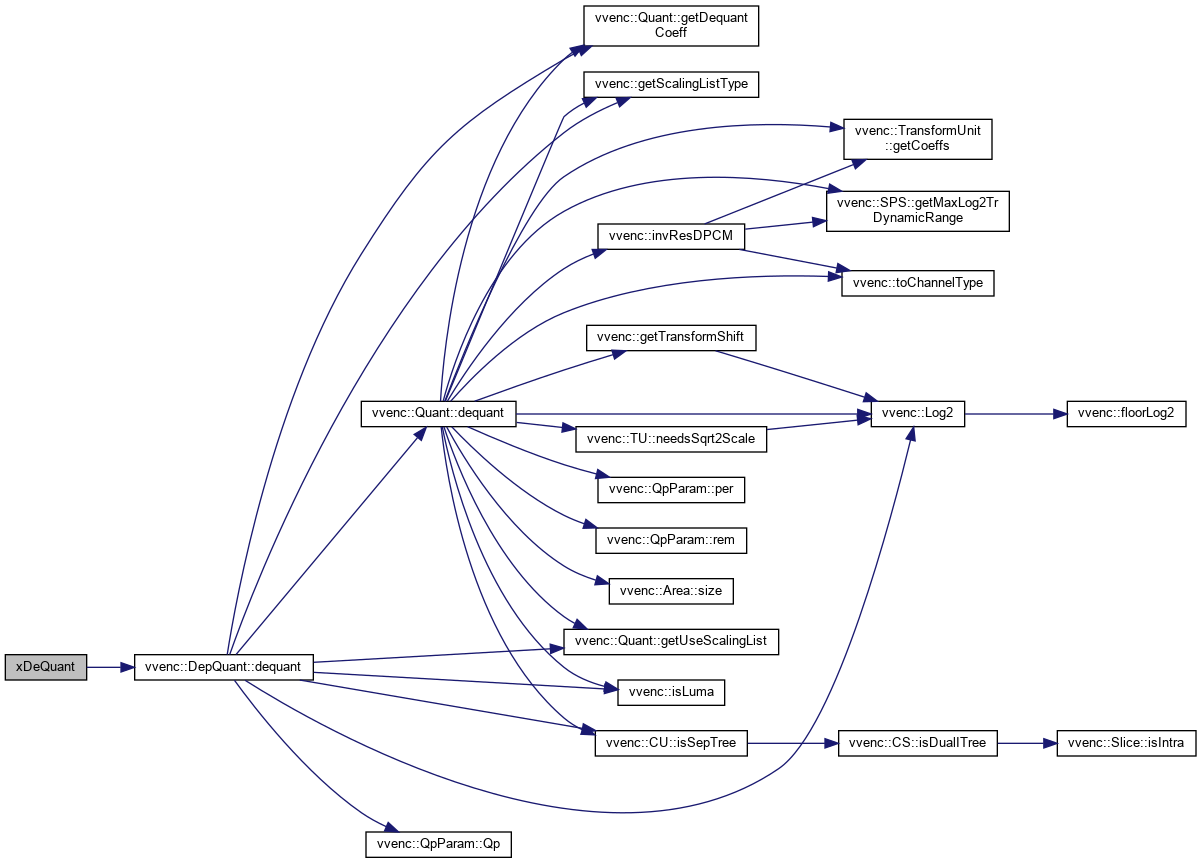 vvenc::Quant::getDequant
Coeff
vvenc::getScalingListType
vvenc::TransformUnit
::getCoeffs
vvenc::SPS::getMaxLog2Tr
DynamicRange
vvenc::invResDPCM
vvenc::toChannelType
vvenc::getTransformShift
vvenc::Quant::dequant
vvenc::Log2
vvenc::floorLog2
vvenc::TU::needsSqrt2Scale
vvenc::QpParam::per
vvenc::QpParam::rem
vvenc::Area::size
vvenc::Quant::getUseScalingList
xDeQuant
vvenc::DepQuant::dequant
vvenc::isLuma
vvenc::CU::isSepTree
vvenc::CS::isDualITree
vvenc::Slice::isIntra
vvenc::QpParam::Qp